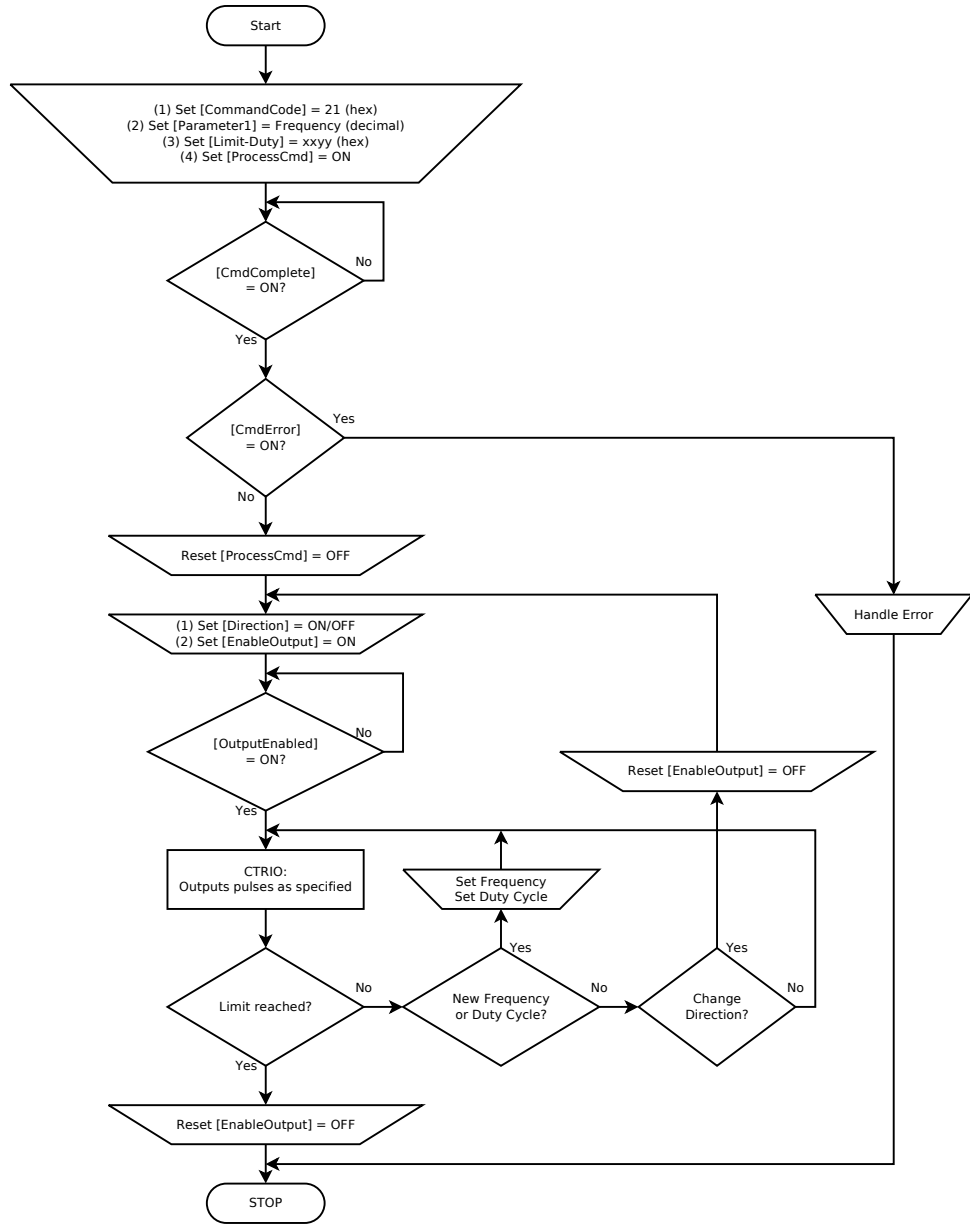 Start
(1) Set [CommandCode] = 21 (hex)
(2) Set [Parameter1] = Frequency (decimal)
(3) Set [Limit-Duty] = xxyy (hex)
(4) Set [ProcessCmd] = ON
No
[CmdComplete]
= ON?
Yes
Yes
[CmdError]
= ON?
No
Reset [ProcessCmd] = OFF
Handle Error
(1) Set [Direction] = ON/OFF
(2) Set [EnableOutput] = ON
No
[OutputEnabled]
= ON?
Reset [EnableOutput] = OFF
Yes
CTRIO:
Outputs pulses as specified
Set Frequency
Set Duty Cycle
Yes
Yes
No
No
No
Limit reached?
New Frequency
or Duty Cycle?
Change
Direction?
Yes
Reset [EnableOutput] = OFF
STOP